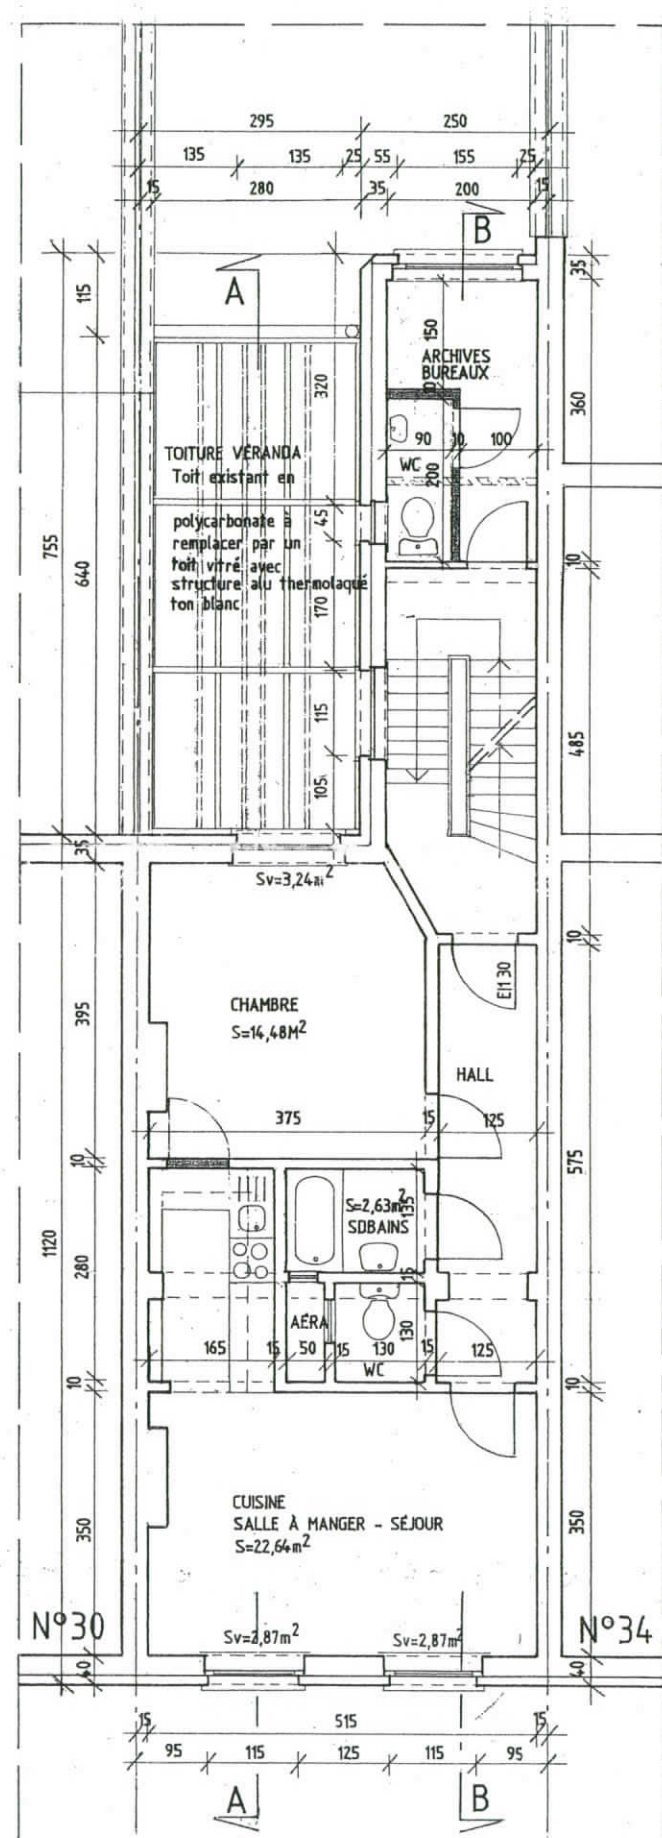 295 250
135 135 25 55 155 25
15 280 35 200 15
A
B
35
115
150
ARCHIVES
BUREAUX
10
320
360
90 10 100
WC
200
TOITURE VÉRANDA
Toit existant en
45
polycarbonate à
remplacer par un
toit vitré avec
structure alu thermolaqué
ton blanc
755
640
10
170
115
485
105
35
Sv=3,24m²
10
EI1 30
CHAMBRE
S=14,48M²
395
HALL
375 15 125
575
10
S=2,63m²
SDBAINS
135
1120
280
15
AÉRA
130
165 15 50 15 130 15 125
WC
10
10
CUISINE
SALLE À MANGER - SÉJOUR
S=22,64m²
350
350
N°30
N°34
Sv=2,87m²
Sv=2,87m²
40
40
15 515 15
95 115 125 115 95
A
B